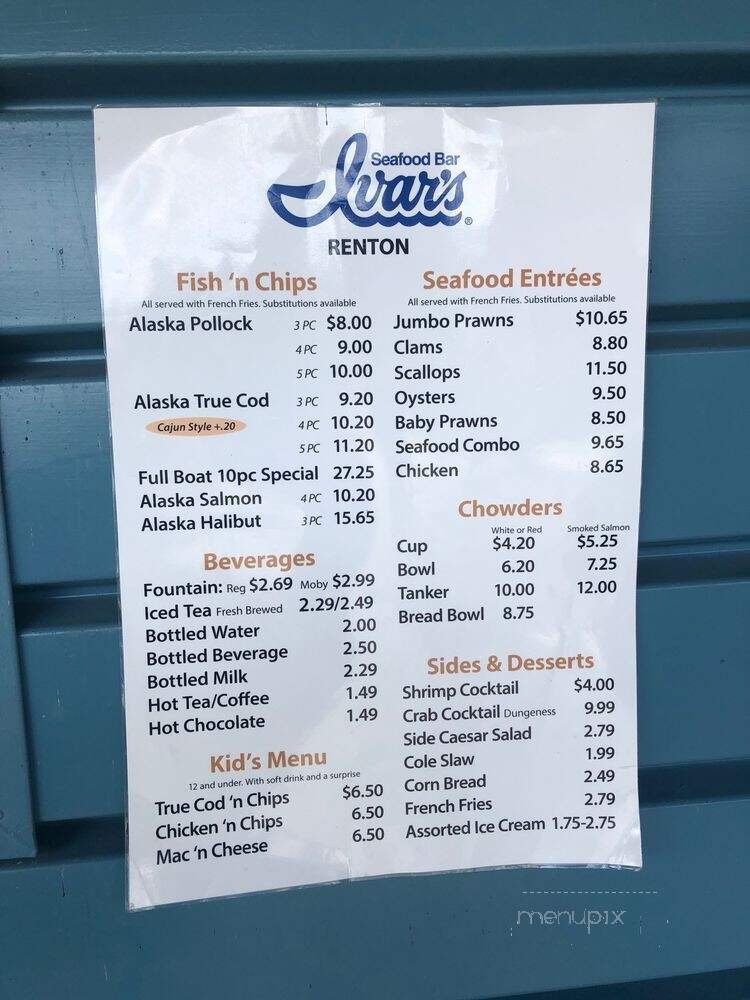 Seafood Bar
Ivar's®
RENTON
Fish 'n Chips
All served with French Fries. Substitutions available
Alaska Pollock 3 PC $8.00
4 PC 9.00
5 PC 10.00
Alaska True Cod 3 PC 9.20
Cajun Style +.20 4 PC 10.20
5 PC 11.20
Full Boat 10pc Special 27.25
Alaska Salmon 4 PC 10.20
Alaska Halibut 3 PC 15.65
Beverages
Fountain: Reg $2.69 Moby $2.99
Iced Tea Fresh Brewed 2.29/2.49
Bottled Water 2.00
Bottled Beverage 2.50
Bottled Milk 2.29
Hot Tea/Coffee 1.49
Hot Chocolate 1.49
Kid's Menu
12 and under. With soft drink and a surprise
True Cod 'n Chips $6.50
Chicken 'n Chips 6.50
Mac 'n Cheese 6.50
Seafood Entrées
All served with French Fries. Substitutions available
Jumbo Prawns $10.65
Clams 8.80
Scallops 11.50
Oysters 9.50
Baby Prawns 8.50
Seafood Combo 9.65
Chicken 8.65
Chowders
White or Red Smoked Salmon
Cup $4.20 $5.25
Bowl 6.20 7.25
Tanker 10.00 12.00
Bread Bowl 8.75
Sides & Desserts
Shrimp Cocktail $4.00
Crab Cocktail Dungeness 9.99
Side Caesar Salad 2.79
Cole Slaw 1.99
Corn Bread 2.49
French Fries 2.79
Assorted Ice Cream 1.75-2.75
menupix